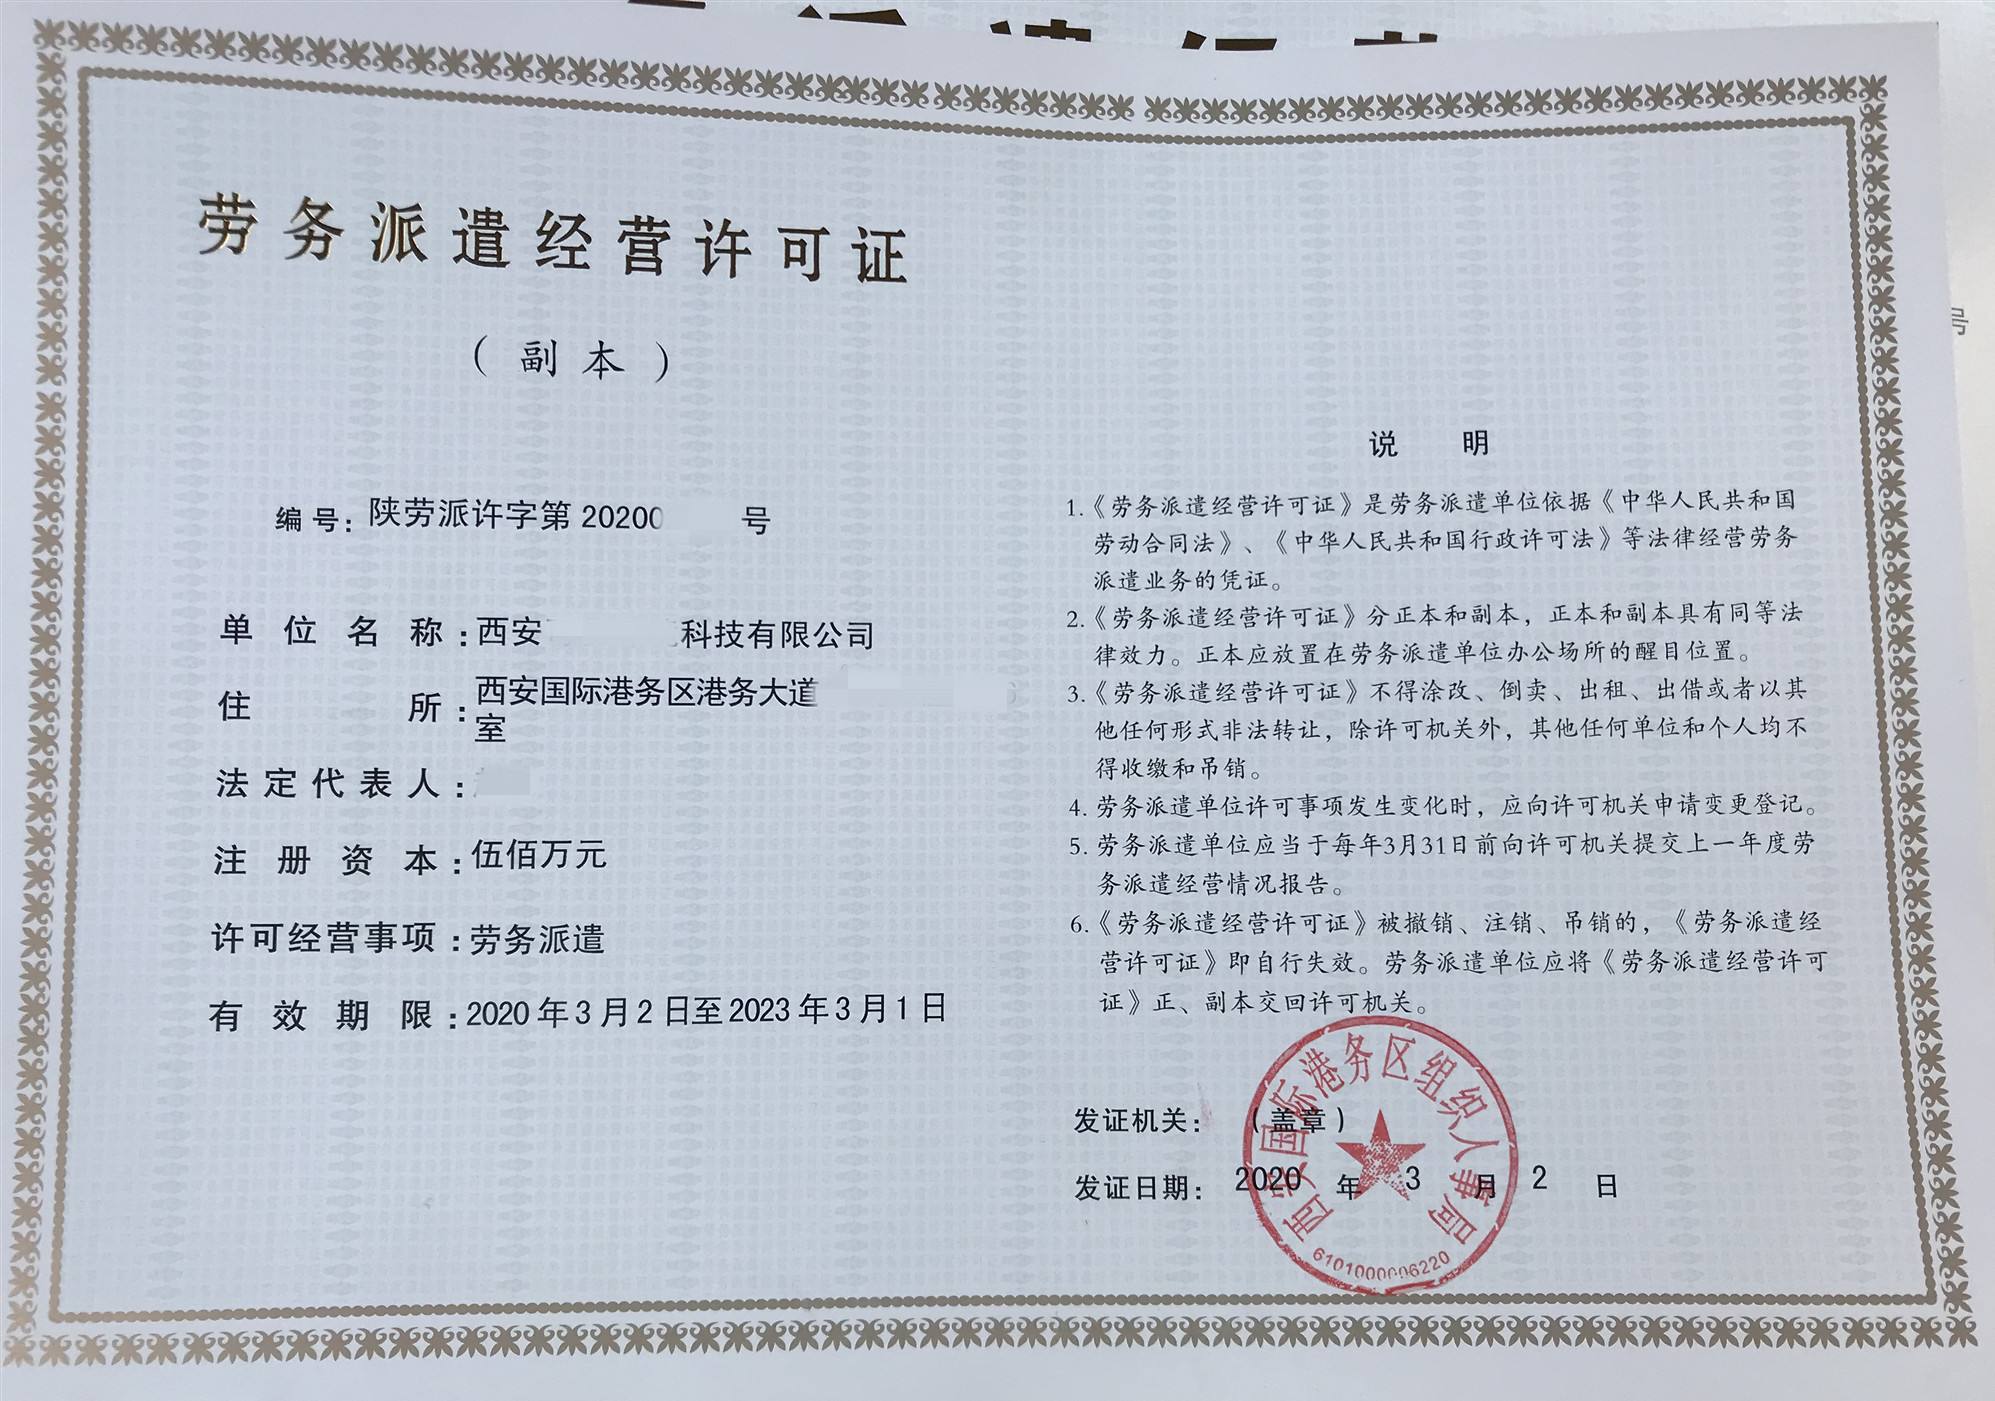 劳务派遣经营许可证
（副本）
编号：陕劳派许字第 20200 号
单位名称：西安 科技有限公司
住所：西安国际港务区港务大道
室
法定代表人：
注册资本：伍佰万元
许可经营事项：劳务派遣
有效期限：2020年3月2日至2023年3月1日
说 明
1.《劳务派遣经营许可证》是劳务派遣单位依据《中华人民共和国
劳动合同法》、《中华人民共和国行政许可法》等法律经营劳务
派遣业务的凭证。
2.《劳务派遣经营许可证》分正本和副本，正本和副本具有同等法
律效力。正本应放置在劳务派遣单位办公场所的醒目位置。
3.《劳务派遣经营许可证》不得涂改、倒卖、出租、出借或者以其
他任何形式非法转让，除许可机关外，其他任何单位和个人均不
得收缴和吊销。
4. 劳务派遣单位许可事项发生变化时，应向许可机关申请变更登记。
5. 劳务派遣单位应当于每年3月31日前向许可机关提交上一年度劳
务派遣经营情况报告。
6.《劳务派遣经营许可证》被撤销、注销、吊销的，《劳务派遣经
营许可证》即自行失效。劳务派遣单位应将《劳务派遣经营许可
证》正、副本交回许可机关。
发证机关：（盖章）
发证日期：2020 年 3 月 2 日
西安国际港务区组织人事局
6101000006220
号